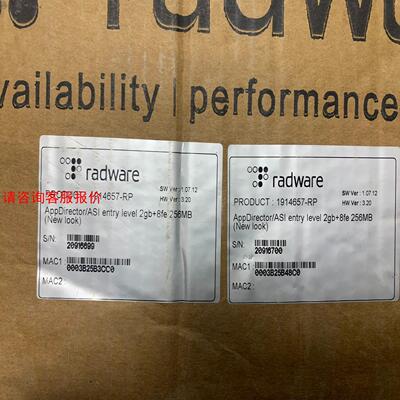 radware
vailability | performance
radware
SW Ver : 1.07.12
HW Ver : 3.20
PRODUCT : 1914657-RP
AppDirector/ASI entry level 2gb+8fe 256MB
(New look)
S/N:
20916699
MAC1:
0003B25B3CC0
MAC2 :
radware
SW Ver : 1.07.12
HW Ver : 3.20
PRODUCT : 1914657-RP
AppDirector/ASI entry level 2gb+8fe 256MB
(New look)
S/N:
20916700
MAC1:
0003B25B48C0
MAC2 :
请咨询客服报价